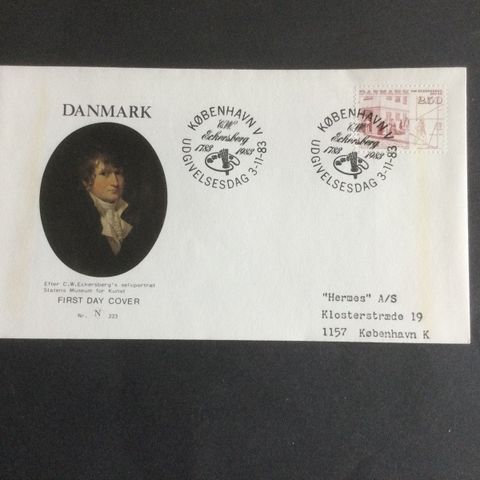 DANMARK
Efter C.W.Eckersberg's selvportræt
Statens Museum for Kunst
FIRST DAY COVER
Nr. N 223
KØBENHAVN V
C.W.
Eckersberg
1783 1983
UDGIVELSESDAG 3-11-83
KØBENHAVN V
C.W.
Eckersberg
1783 1983
UDGIVELSESDAG 3-11-83
DANMARK
2.50
"Hermes" A/S
Klosterstræde 19
1157 København K